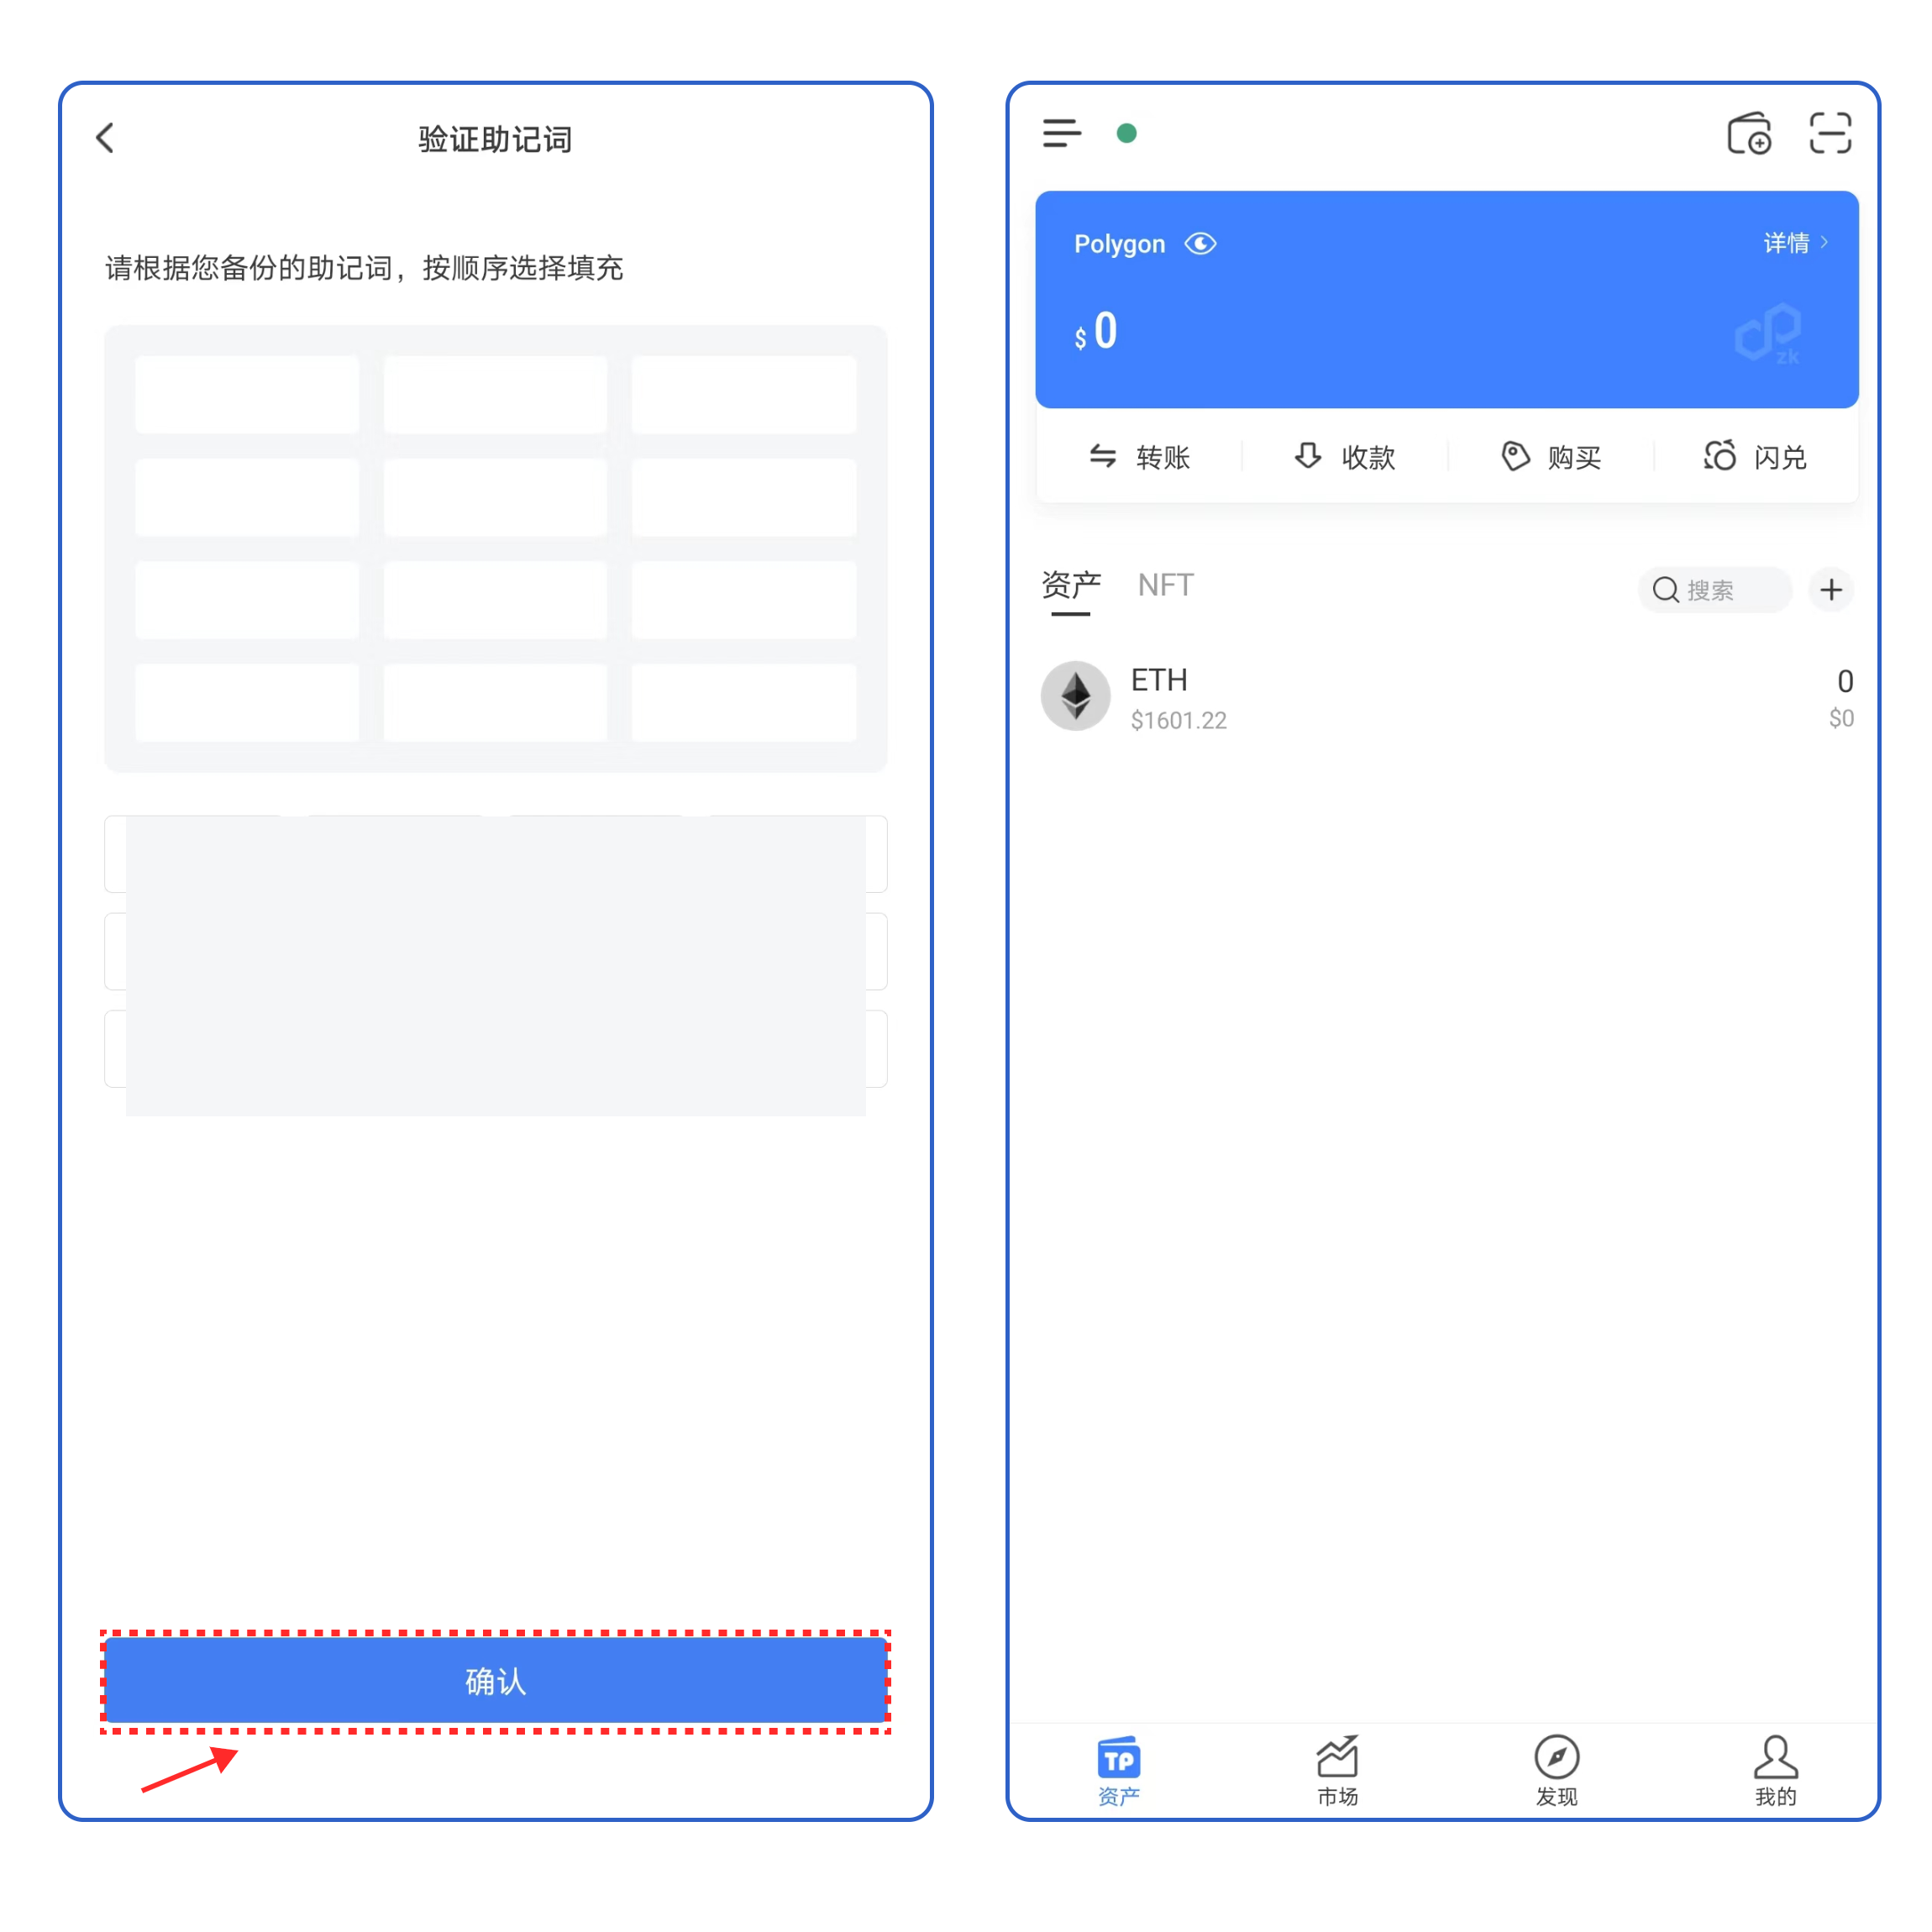 验证助记词
请根据您备份的助记词，按顺序选择填充
确认
Polygon
详情
$ 0
zk
转账
收款
购买
闪兑
资产
NFT
搜索
ETH
0
$1601.22
$0
TP
资产
市场
发现
我的